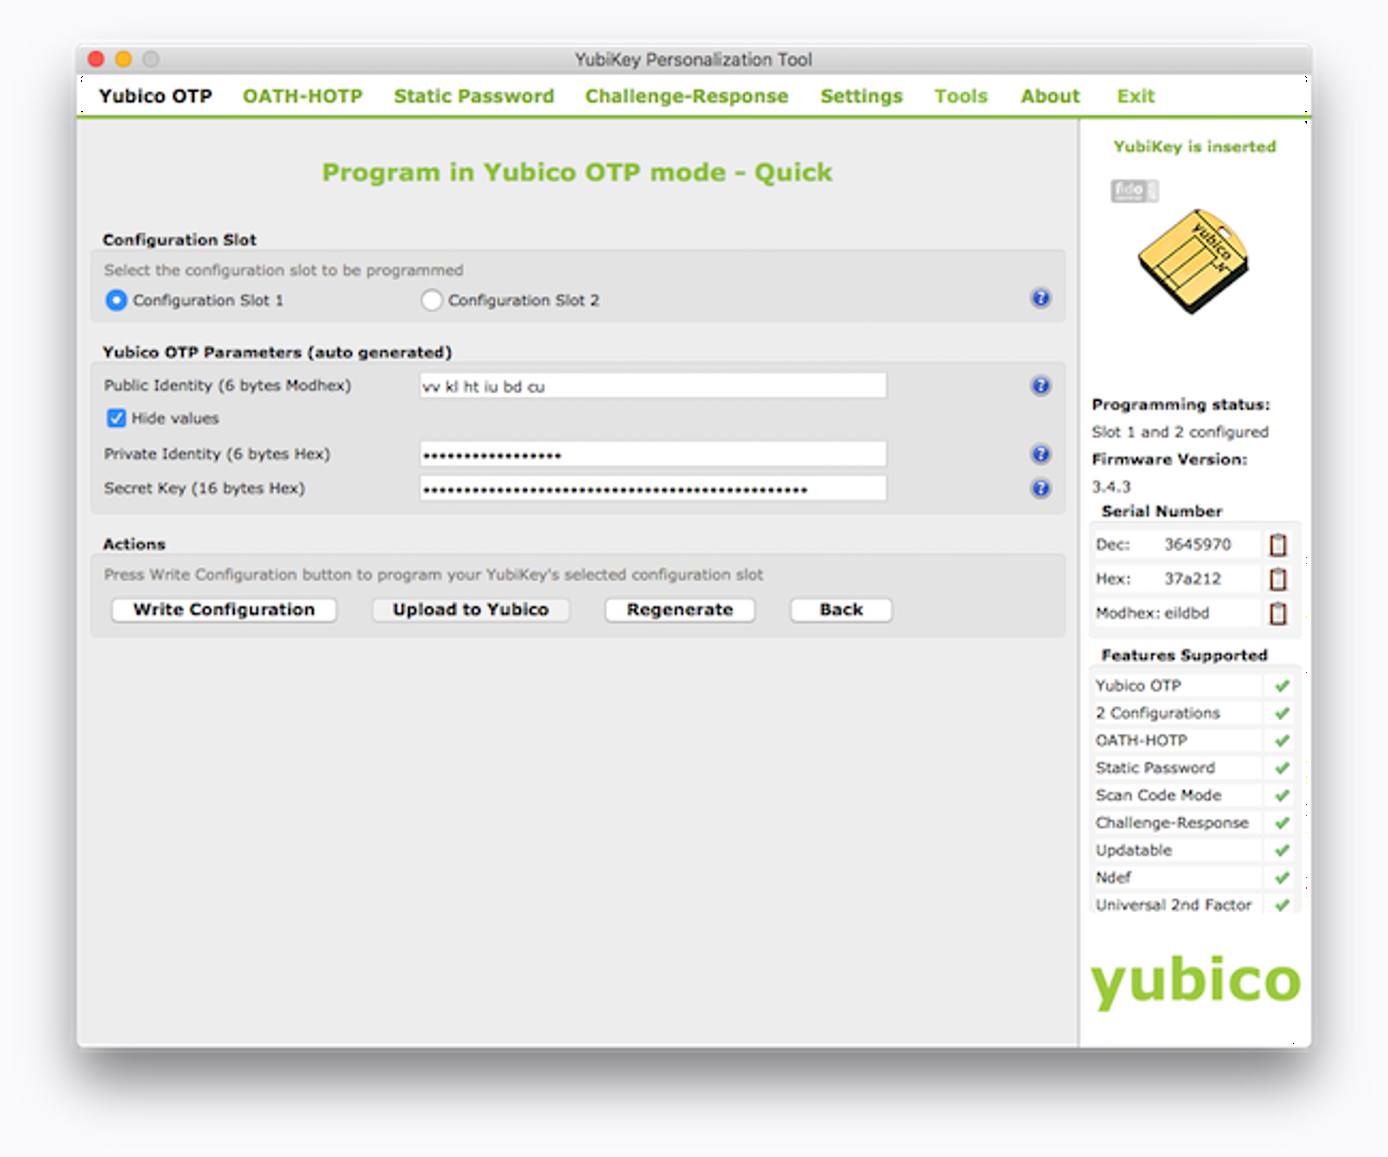 YubiKey Personalization Tool
Yubico OTP OATH-HOTP Static Password Challenge-Response Settings Tools About Exit
Program in Yubico OTP mode - Quick
Configuration Slot
Select the configuration slot to be programmed
Configuration Slot 1 Configuration Slot 2
Yubico OTP Parameters (auto generated)
Public Identity (6 bytes Modhex) vv kl ht iu bd cu
Hide values
Private Identity (6 bytes Hex) •••••••••••••••••
Secret Key (16 bytes Hex) •••••••••••••••••••••••••••••••••••••••••••••••
Actions
Press Write Configuration button to program your YubiKey's selected configuration slot
Write Configuration Upload to Yubico Regenerate Back
YubiKey is inserted
fido
yubico
Programming status:
Slot 1 and 2 configured
Firmware Version:
3.4.3
Serial Number
Dec: 3645970
Hex: 37a212
Modhex: eildbd
Features Supported
Yubico OTP
2 Configurations
OATH-HOTP
Static Password
Scan Code Mode
Challenge-Response
Updatable
Ndef
Universal 2nd Factor
yubico